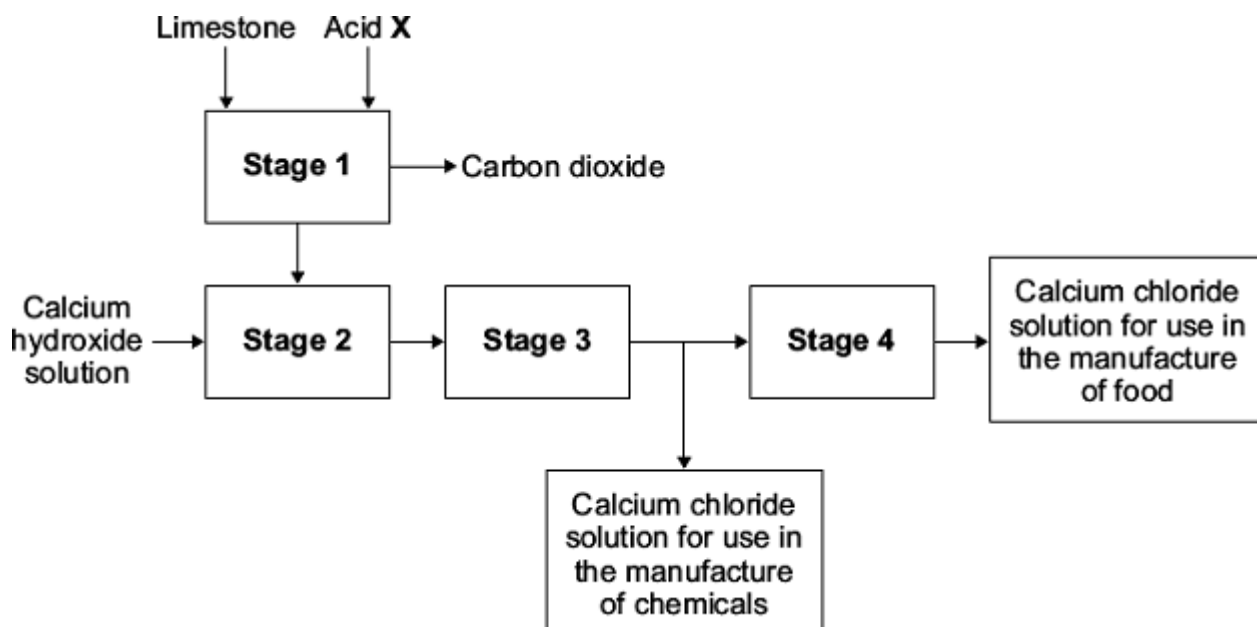 Limestone
Acid X
Stage 1
Carbon dioxide
Calcium
hydroxide
solution
Stage 2
Stage 3
Stage 4
Calcium chloride
solution for use in
the manufacture
of food
Calcium chloride
solution for use in
the manufacture
of chemicals